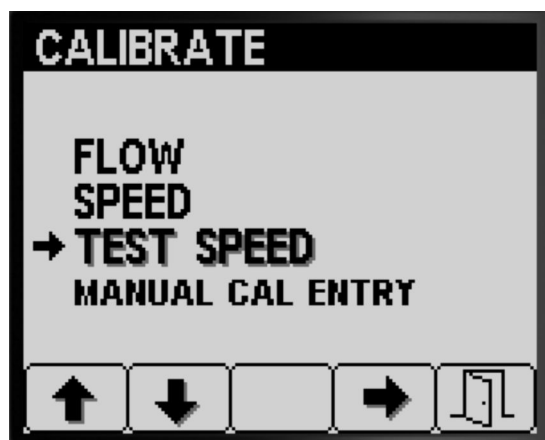 CALIBRATE
FLOW
SPEED
TEST SPEED
MANUAL CAL ENTRY